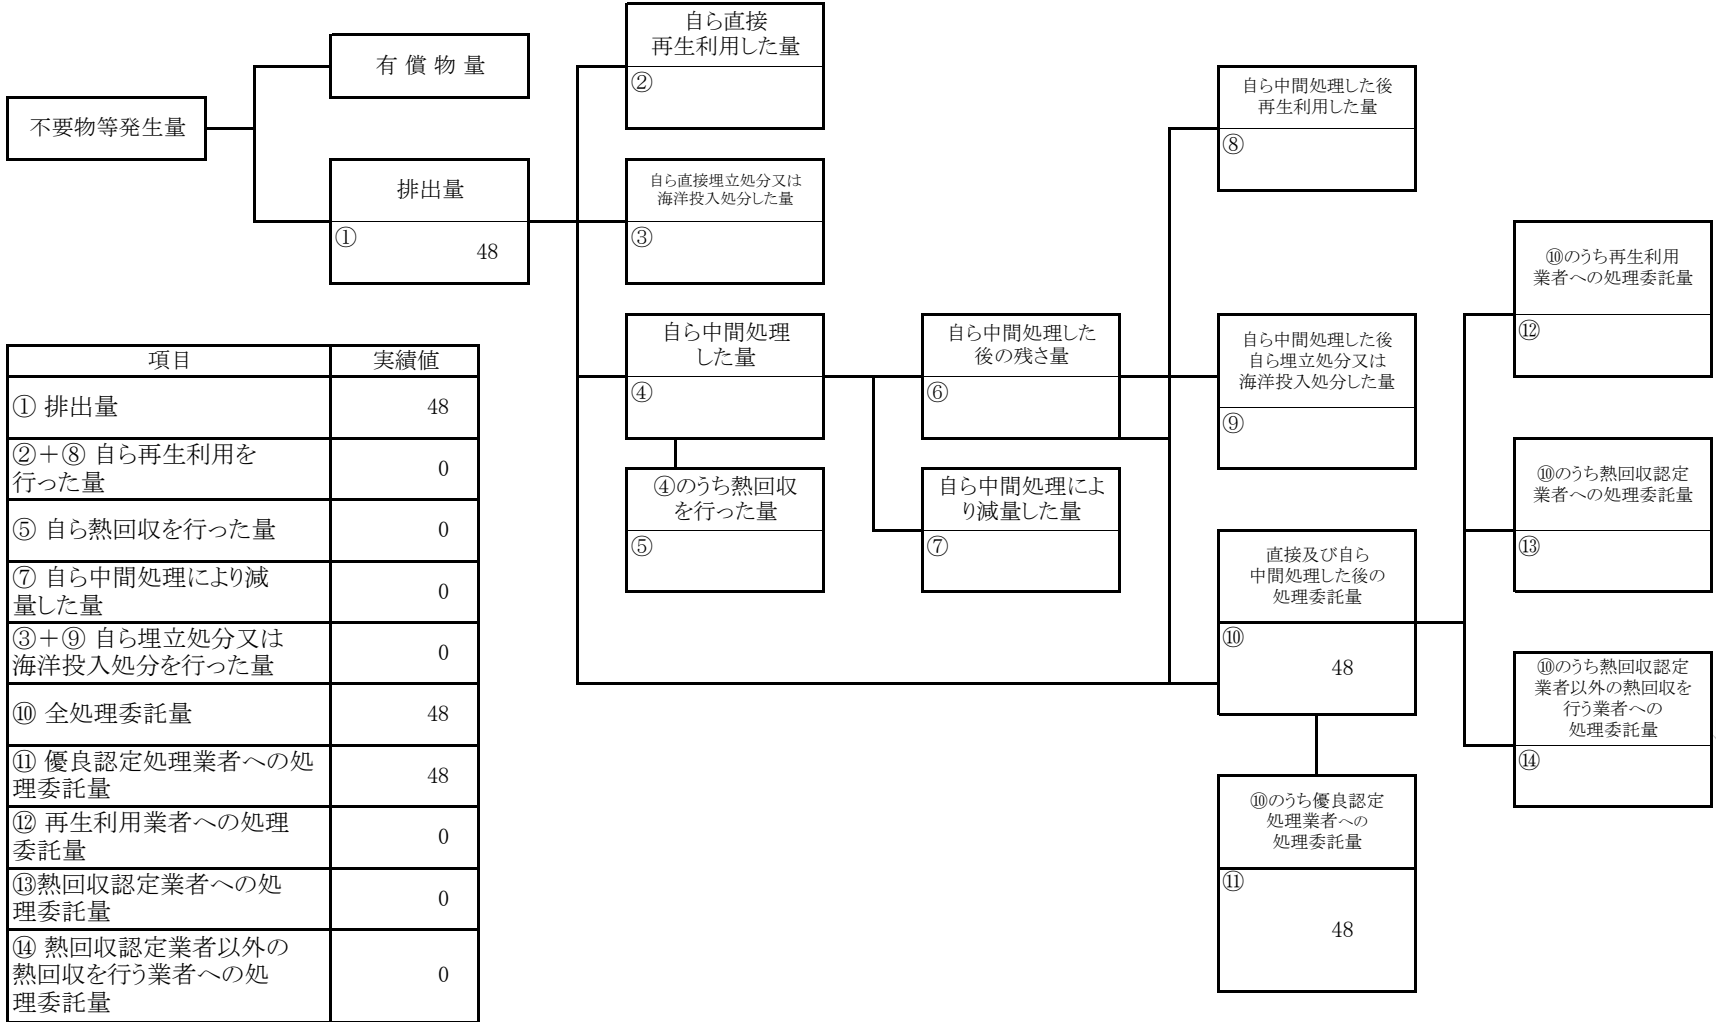 不要物等発生量
有 償 物 量
排出量
①
48
自ら直接
再生利用した量
②
自ら直接埋立処分又は
海洋投入処分した量
③
自ら中間処理
した量
④
④のうち熱回収
を行った量
⑤
自ら中間処理した
後の残さ量
⑥
自ら中間処理によ
り減量した量
⑦
自ら中間処理した後
再生利用した量
⑧
自ら中間処理した後
自ら埋立処分又は
海洋投入処分した量
⑨
直接及び自ら
中間処理した後の
処理委託量
⑩
48
⑩のうち優良認定
処理業者への
処理委託量
⑪
48
⑩のうち再生利用
業者への処理委託量
⑫
⑩のうち熱回収認定
業者への処理委託量
⑬
⑩のうち熱回収認定
業者以外の熱回収を
行う業者への
処理委託量
⑭
項目 実績値
① 排出量 48
②＋⑧ 自ら再生利用を
行った量 0
⑤ 自ら熱回収を行った量 0
⑦ 自ら中間処理により減
量した量 0
③＋⑨ 自ら埋立処分又は
海洋投入処分を行った量 0
⑩ 全処理委託量 48
⑪ 優良認定処理業者への処
理委託量 48
⑫ 再生利用業者への処理
委託量 0
⑬熱回収認定業者への処
理委託量 0
⑭ 熱回収認定業者以外の
熱回収を行う業者への処
理委託量 0